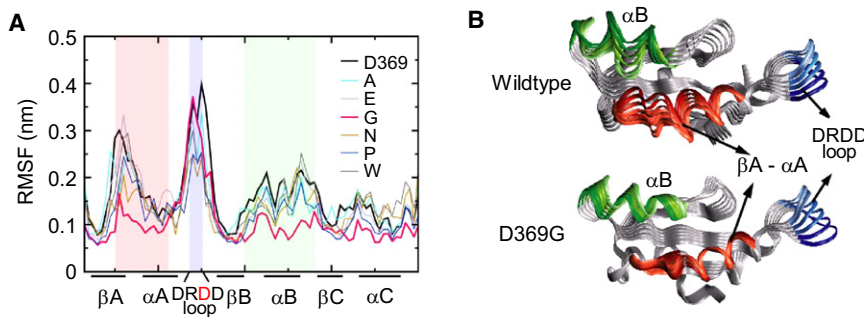 A
0.5
0.4
0.3
0.2
0.1
0
RMSF (nm)
D369
A
E
G
N
P
W
βA αA DRDD βB αB βC αC
loop
B
αB
Wildtype
DRDD
loop
βA - αA
αB
D369G